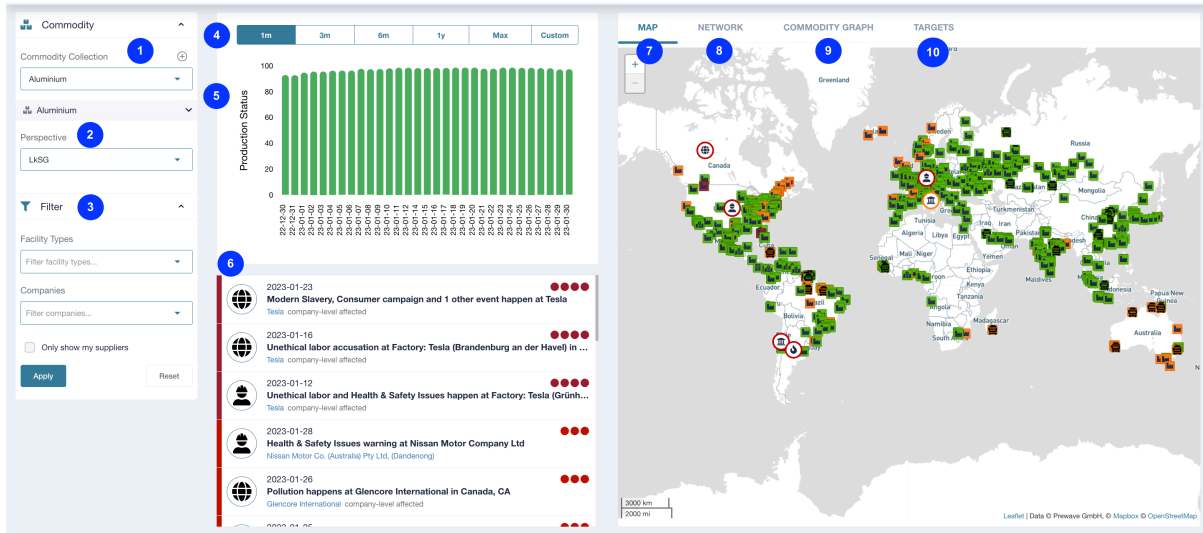 Commodity
1
Commodity Collection
Aluminium
Aluminium
2
Perspective
LkSG
3
Filter
Facility Types
Filter facility types...
Companies
Filter companies...
Only show my suppliers
Apply
Reset
4
1m
3m
6m
1y
Max
Custom
5
Production Status
100
80
60
40
20
0
22-12-30
22-12-31
23-01-01
23-01-02
23-01-03
23-01-04
23-01-05
23-01-06
23-01-07
23-01-08
23-01-09
23-01-10
23-01-11
23-01-12
23-01-13
23-01-14
23-01-15
23-01-16
23-01-17
23-01-18
23-01-19
23-01-20
23-01-21
23-01-22
23-01-23
23-01-24
23-01-25
23-01-26
23-01-27
23-01-28
23-01-29
23-01-30
6
2023-01-23
Modern Slavery, Consumer campaign and 1 other event happen at Tesla
Tesla company-level affected
2023-01-16
Unethical labor accusation at Factory: Tesla (Brandenburg an der Havel) in ...
Tesla company-level affected
2023-01-12
Unethical labor and Health & Safety Issues happen at Factory: Tesla (Grünh...
Tesla company-level affected
2023-01-28
Health & Safety Issues warning at Nissan Motor Company Ltd
Nissan Motor Co. (Australia) Pty Ltd, (Dandenong)
2023-01-26
Pollution happens at Glencore International in Canada, CA
Glencore International company-level affected
MAP
NETWORK
COMMODITY GRAPH
TARGETS
7
8
9
10
+
−
Greenland
Sweden
Russia
Canada
Mongolia
Turkmenistan
China
Tunisia
Iraq
Iran
Algeria
Libya
Egypt
Pakistan
Mali
Niger
Yemen
Senegal
Ethiopia
Maldives
Kenya
Ecuador
Tanzania
Indonesia
Papua New
Guinea
Angola
Bolivia
Namibia
Madagascar
Australia
South Af
3000 km
2000 mi
Leaflet | Data © Prewave GmbH, © Mapbox © OpenStreetMap